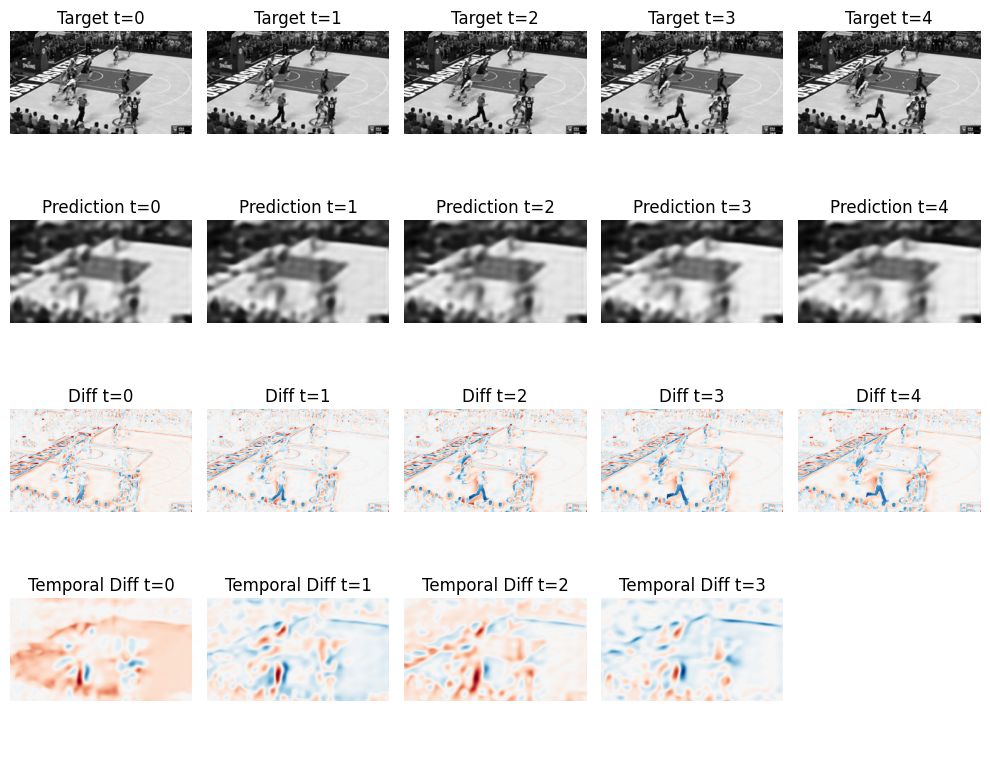 Target t=0
Target t=1
Target t=2
Target t=3
Target t=4
Prediction t=0
Prediction t=1
Prediction t=2
Prediction t=3
Prediction t=4
Diff t=0
Diff t=1
Diff t=2
Diff t=3
Diff t=4
Temporal Diff t=0
Temporal Diff t=1
Temporal Diff t=2
Temporal Diff t=3